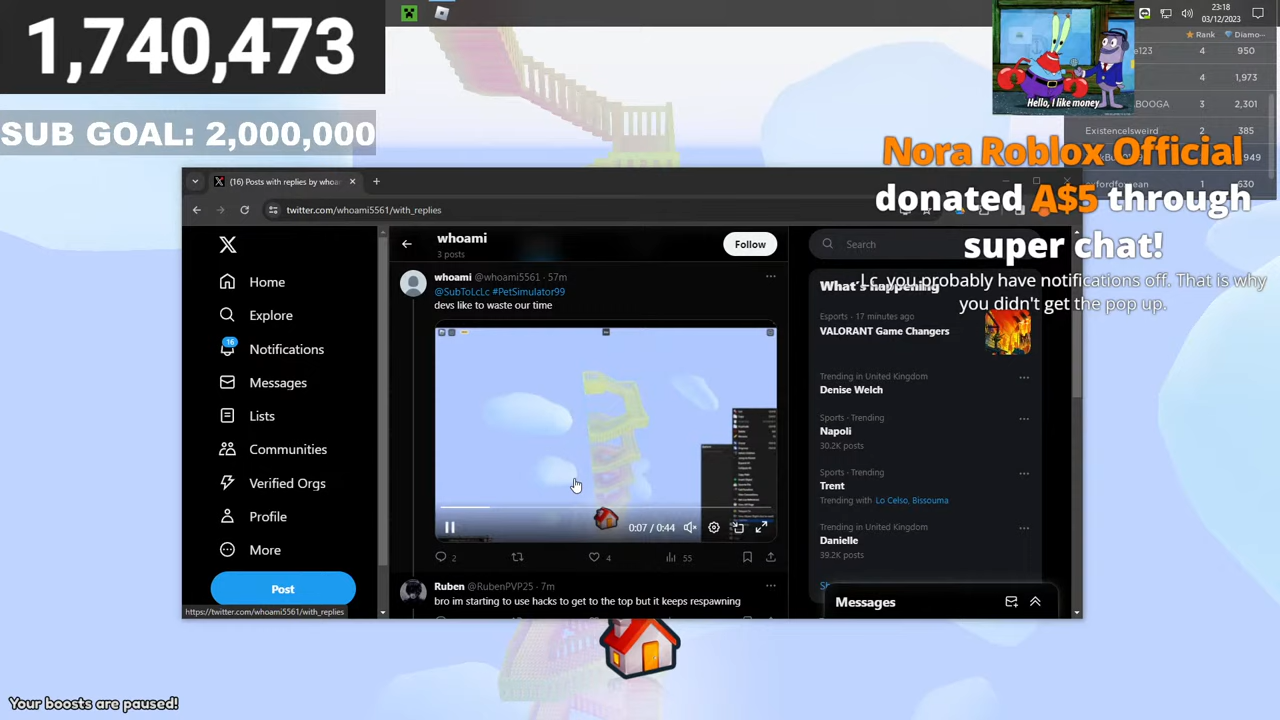 1,740,473
SUB GOAL: 2,000,000
23:18
03/12/2023
Hello, I like money
Rank Diamo...
4 950
4 1,973
BOOGA 3 2,301
Existencelsweird 2 385
1 630
Nora Roblox Official
donated A$5 through
super chat!
Lc, you probably have notifications off. That is why
you didn't get the pop up.
(16) Posts with replies by whoa
twitter.com/whoami5561/with_replies
Home
Explore
16
Notifications
Messages
Lists
Communities
Verified Orgs
Profile
More
Post
https://twitter.com/whoami5561/with_replies
whoami
3 posts
Follow
whoami @whoami5561 · 57m
@SubToLcLc #PetSimulator99
devs like to waste our time
0:07 / 0:44
2 4 55
Ruben @RubenPVP25 · 7m
bro im starting to use hacks to get to the top but it keeps respawning
Search
What's happening
Esports · 17 minutes ago
VALORANT Game Changers
Trending in United Kingdom
Denise Welch
Sports · Trending
Napoli
30.2K posts
Sports · Trending
Trent
Trending with Lo Celso, Bissouma
Trending in United Kingdom
Danielle
39.2K posts
Messages
Your boosts are paused!